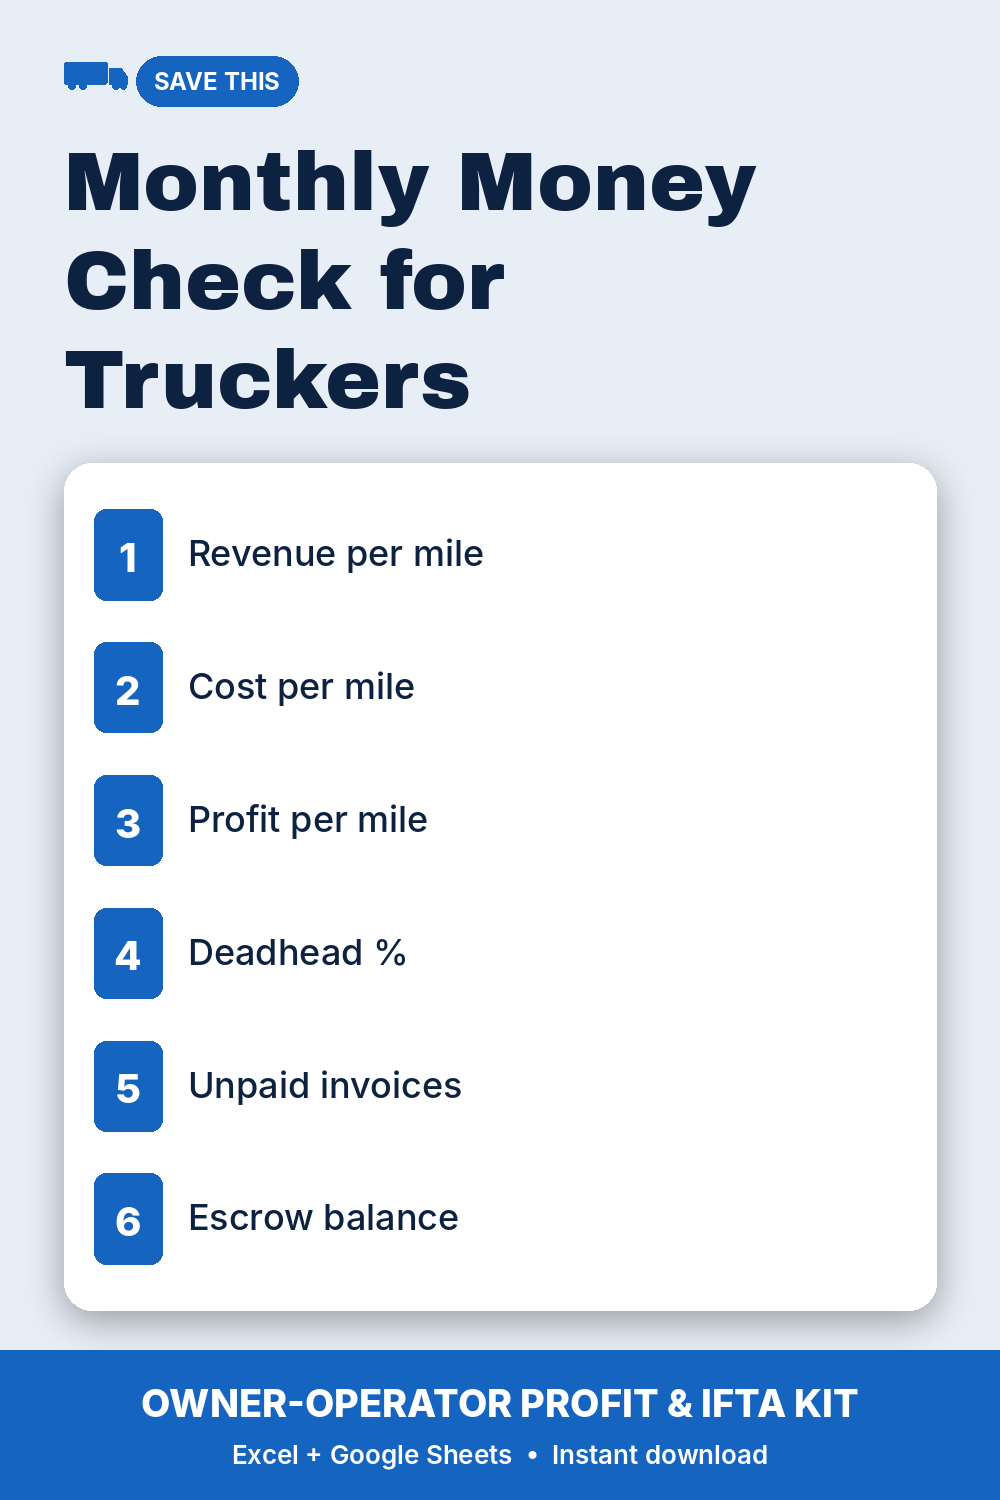 SAVE THIS
Monthly Money
Check for
Truckers
1 Revenue per mile
2 Cost per mile
3 Profit per mile
4 Deadhead %
5 Unpaid invoices
6 Escrow balance
OWNER-OPERATOR PROFIT & IFTA KIT
Excel + Google Sheets • Instant download